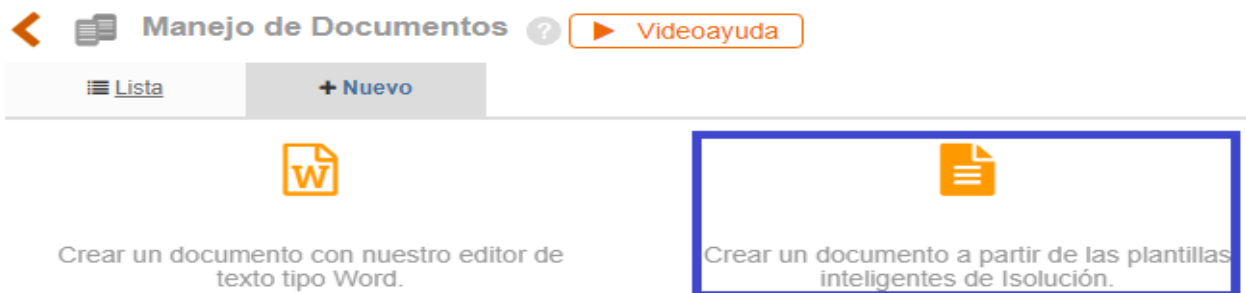 Manejo de Documentos ? Videoayuda
Lista + Nuevo
W
Crear un documento con nuestro editor de
texto tipo Word.
Crear un documento a partir de las plantillas
inteligentes de Isolución.